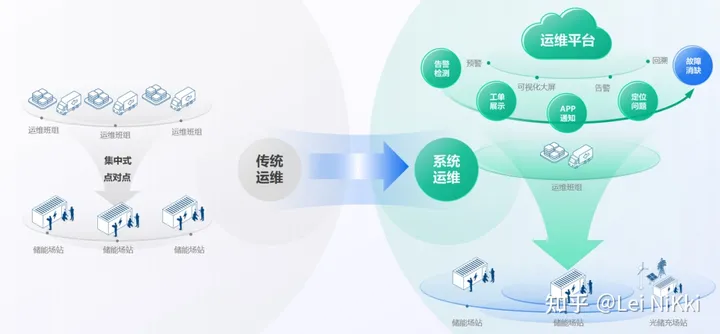 运维班组
运维班组
运维班组
集中式
点对点
储能场站
储能场站
储能场站
传统
运维
系统
运维
运维平台
告警
检测
预警
可视化大屏
告警
回溯
工单
展示
APP
通知
定位
问题
故障
消缺
运维班组
储能场站
储能场站
光储充场站
知乎 @Lei NiKki